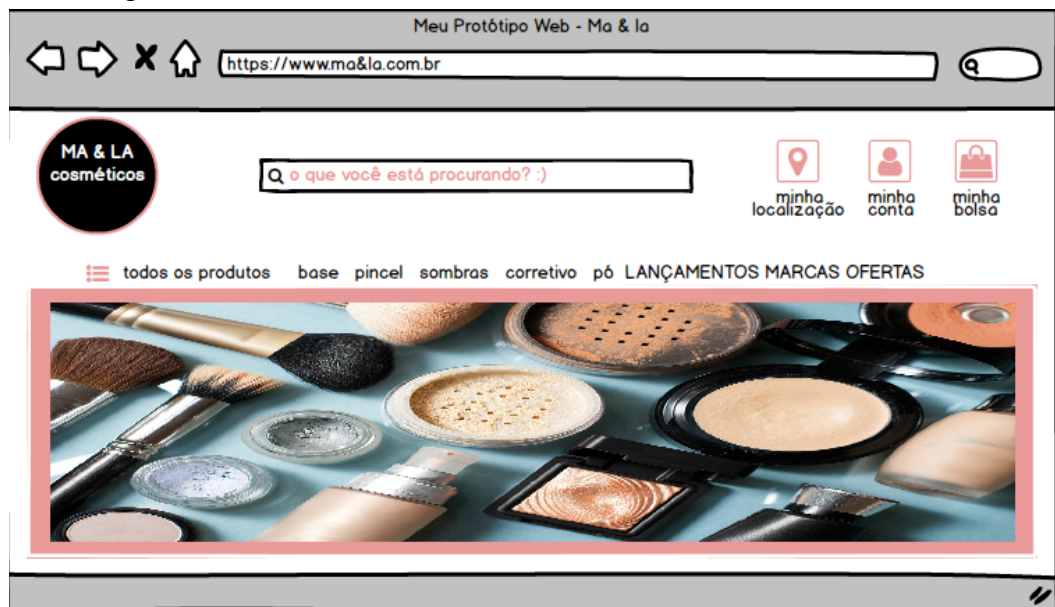 Meu Protótipo Web - Ma & la
https://www.ma&la.com.br
MA & LA
cosméticos
o que você está procurando? :)
minha
localização
minha
conta
minha
bolsa
todos os produtos base pincel sombras corretivo pó LANÇAMENTOS MARCAS OFERTAS